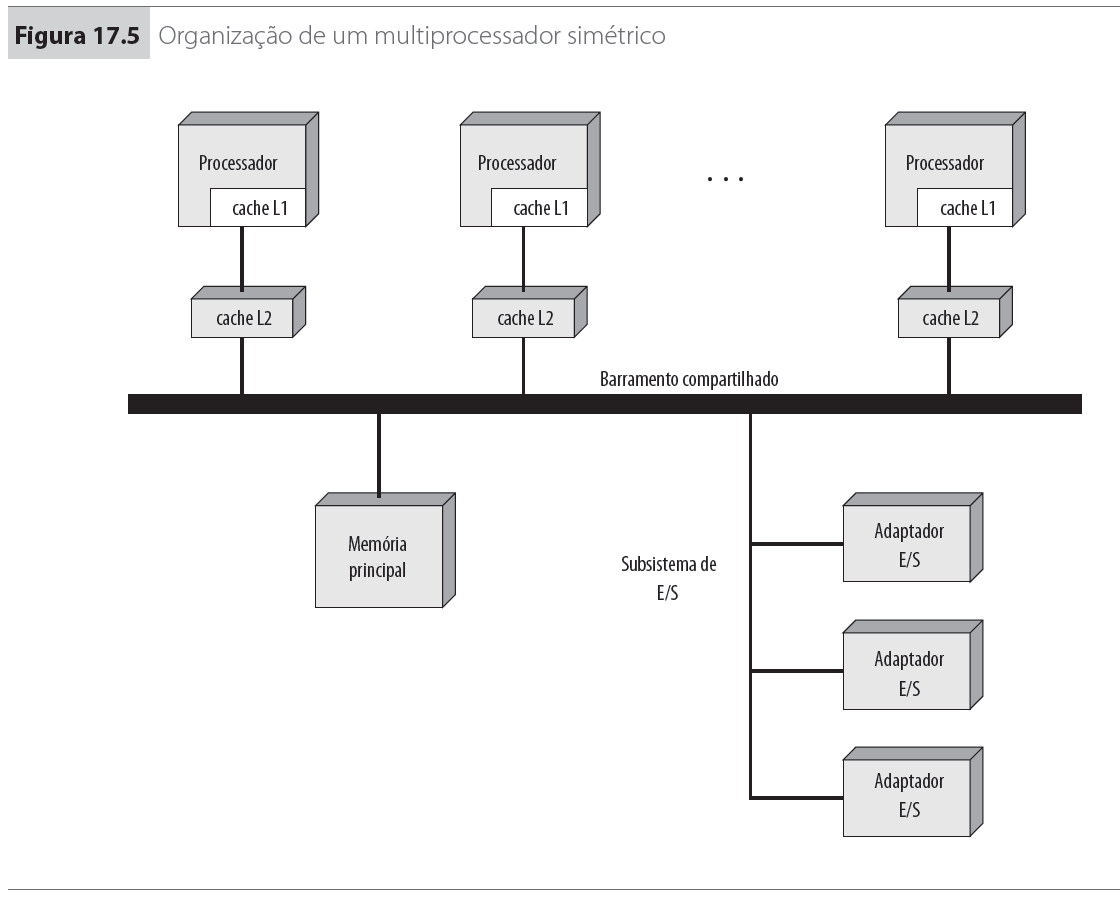 Figura 17.5 Organização de um multiprocessador simétrico
Processador
cache L1
Processador
cache L1
. . .
Processador
cache L1
cache L2
cache L2
cache L2
Barramento compartilhado
Memória
principal
Subsistema de
E/S
Adaptador
E/S
Adaptador
E/S
Adaptador
E/S